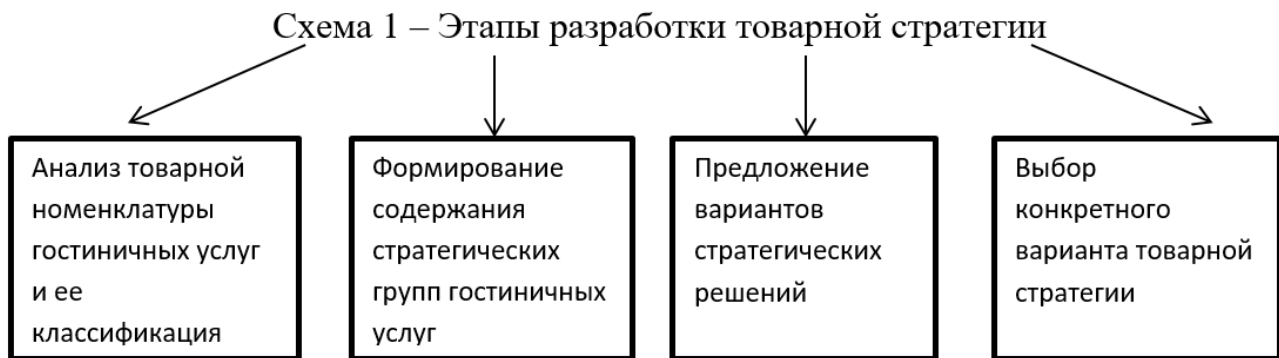 Схема 1 – Этапы разработки товарной стратегии
Анализ товарной
номенклатуры
гостиничных услуг
и ее
классификация
Формирование
содержания
стратегических
групп гостиничных
услуг
Предложение
вариантов
стратегических
решений
Выбор
конкретного
варианта товарной
стратегии